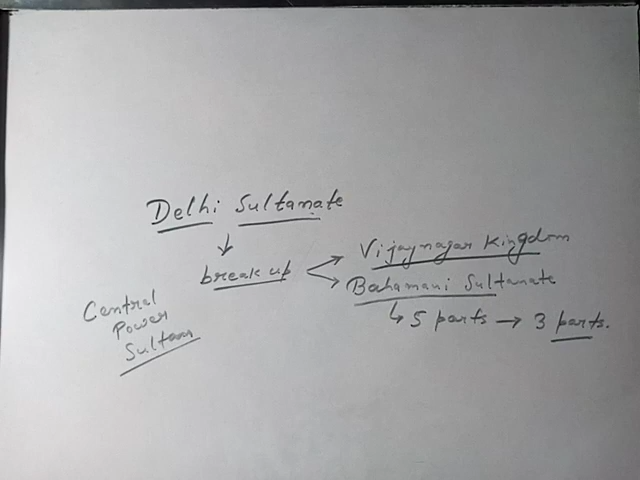 Delhi Sultanate
↓
break up
Vijaynagar Kingdom
Bahamani Sultanate
↳ 5 parts → 3 parts.
Central
Power
Sultan